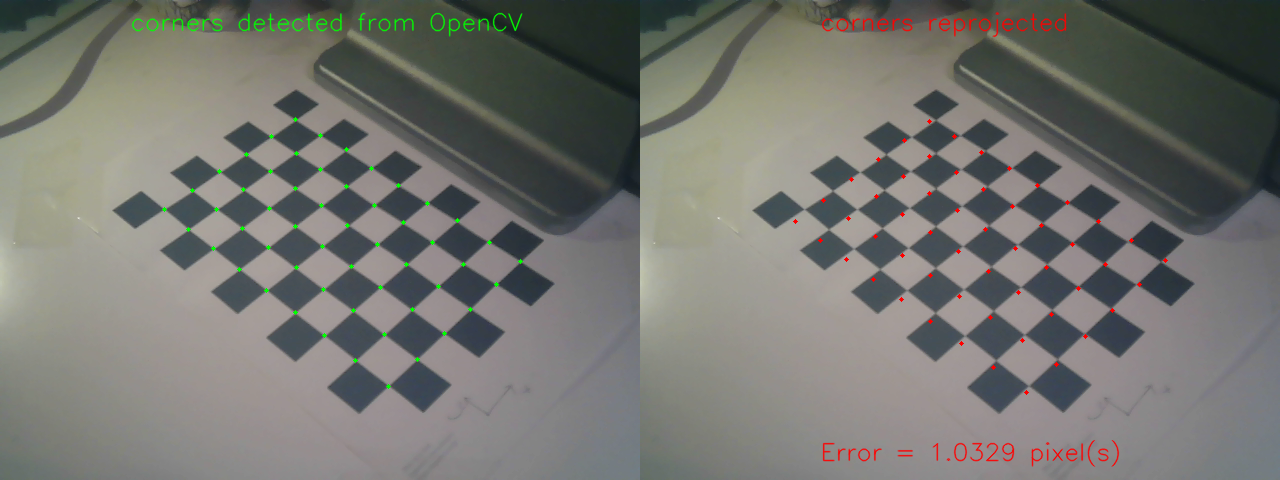 corners detected from OpenCV
corners reprojected
Error = 1.0329 pixel(s)